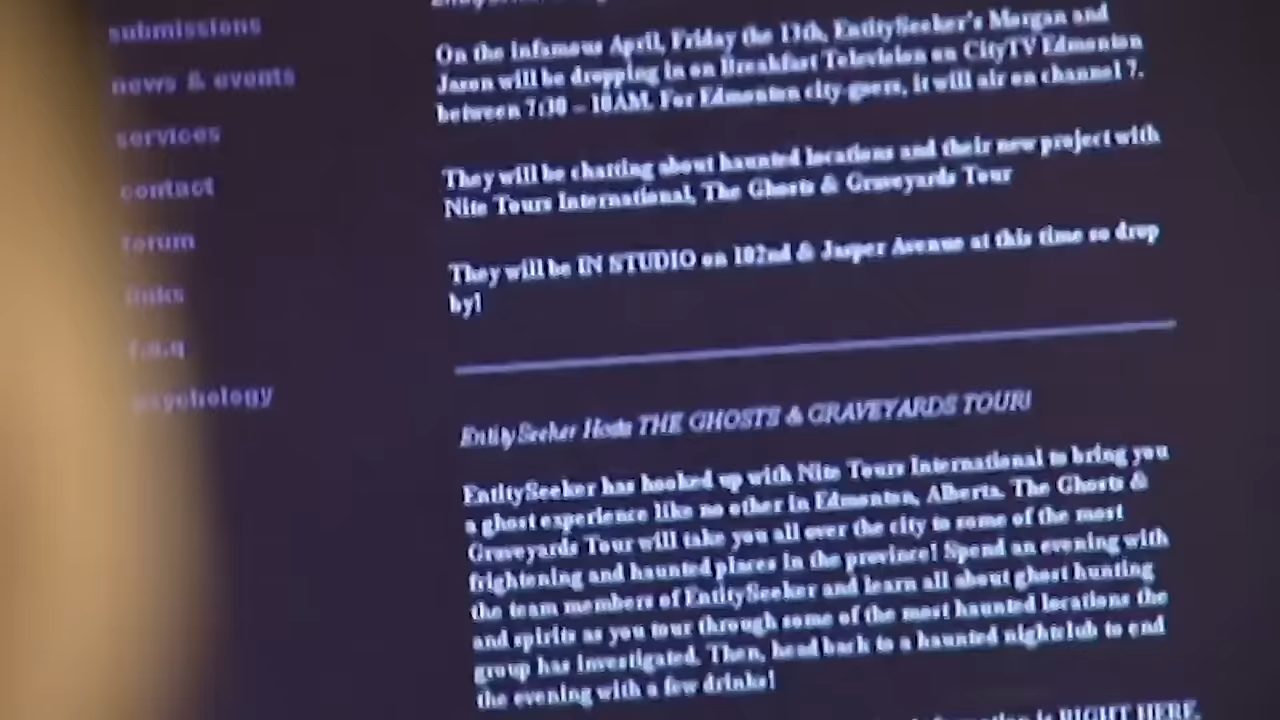 submissions
news & events
services
contact
forum
links
f.a.q
psychology
On the infamous April, Friday the 13th, EntitySeeker's Morgan and
Jason will be dropping in on Breakfast Television on CityTV Edmonton
between 7:30 – 10AM. For Edmonton city-goers, it will air on channel 7.
They will be chatting about haunted locations and their new project with
Nite Tours International, The Ghosts & Graveyards Tour
They will be IN STUDIO on 102nd & Jasper Avenue at this time so drop
by!
EntitySeeker Hosts THE GHOSTS & GRAVEYARDS TOUR!
EntitySeeker has hooked up with Nite Tours International to bring you
a ghost experience like no other in Edmonton, Alberta. The Ghosts &
Graveyards Tour will take you all over the city to some of the most
frightening and haunted places in the province! Spend an evening with
the team members of EntitySeeker and learn all about ghost hunting
and spirits as you tour through some of the most haunted locations the
group has investigated. Then, head back to a haunted nightclub to end
the evening with a few drinks!
is RIGHT HERE.